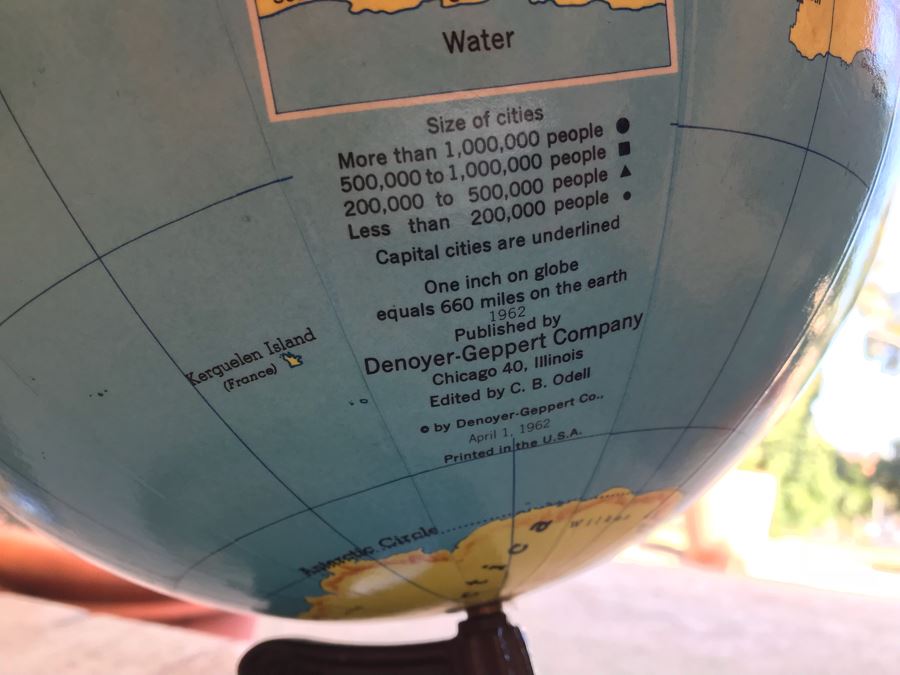 Water
Size of cities
More than 1,000,000 people
500,000 to 1,000,000 people
200,000 to 500,000 people
Less than 200,000 people
Capital cities are underlined
One inch on globe
equals 660 miles on the earth
1962
Published by
Denoyer-Geppert Company
Chicago 40, Illinois
Edited by C. B. Odell
© by Denoyer-Geppert Co.,
April 1, 1962
Printed in the U.S.A.
Kerguelen Island
(France)
Antarctic Circle